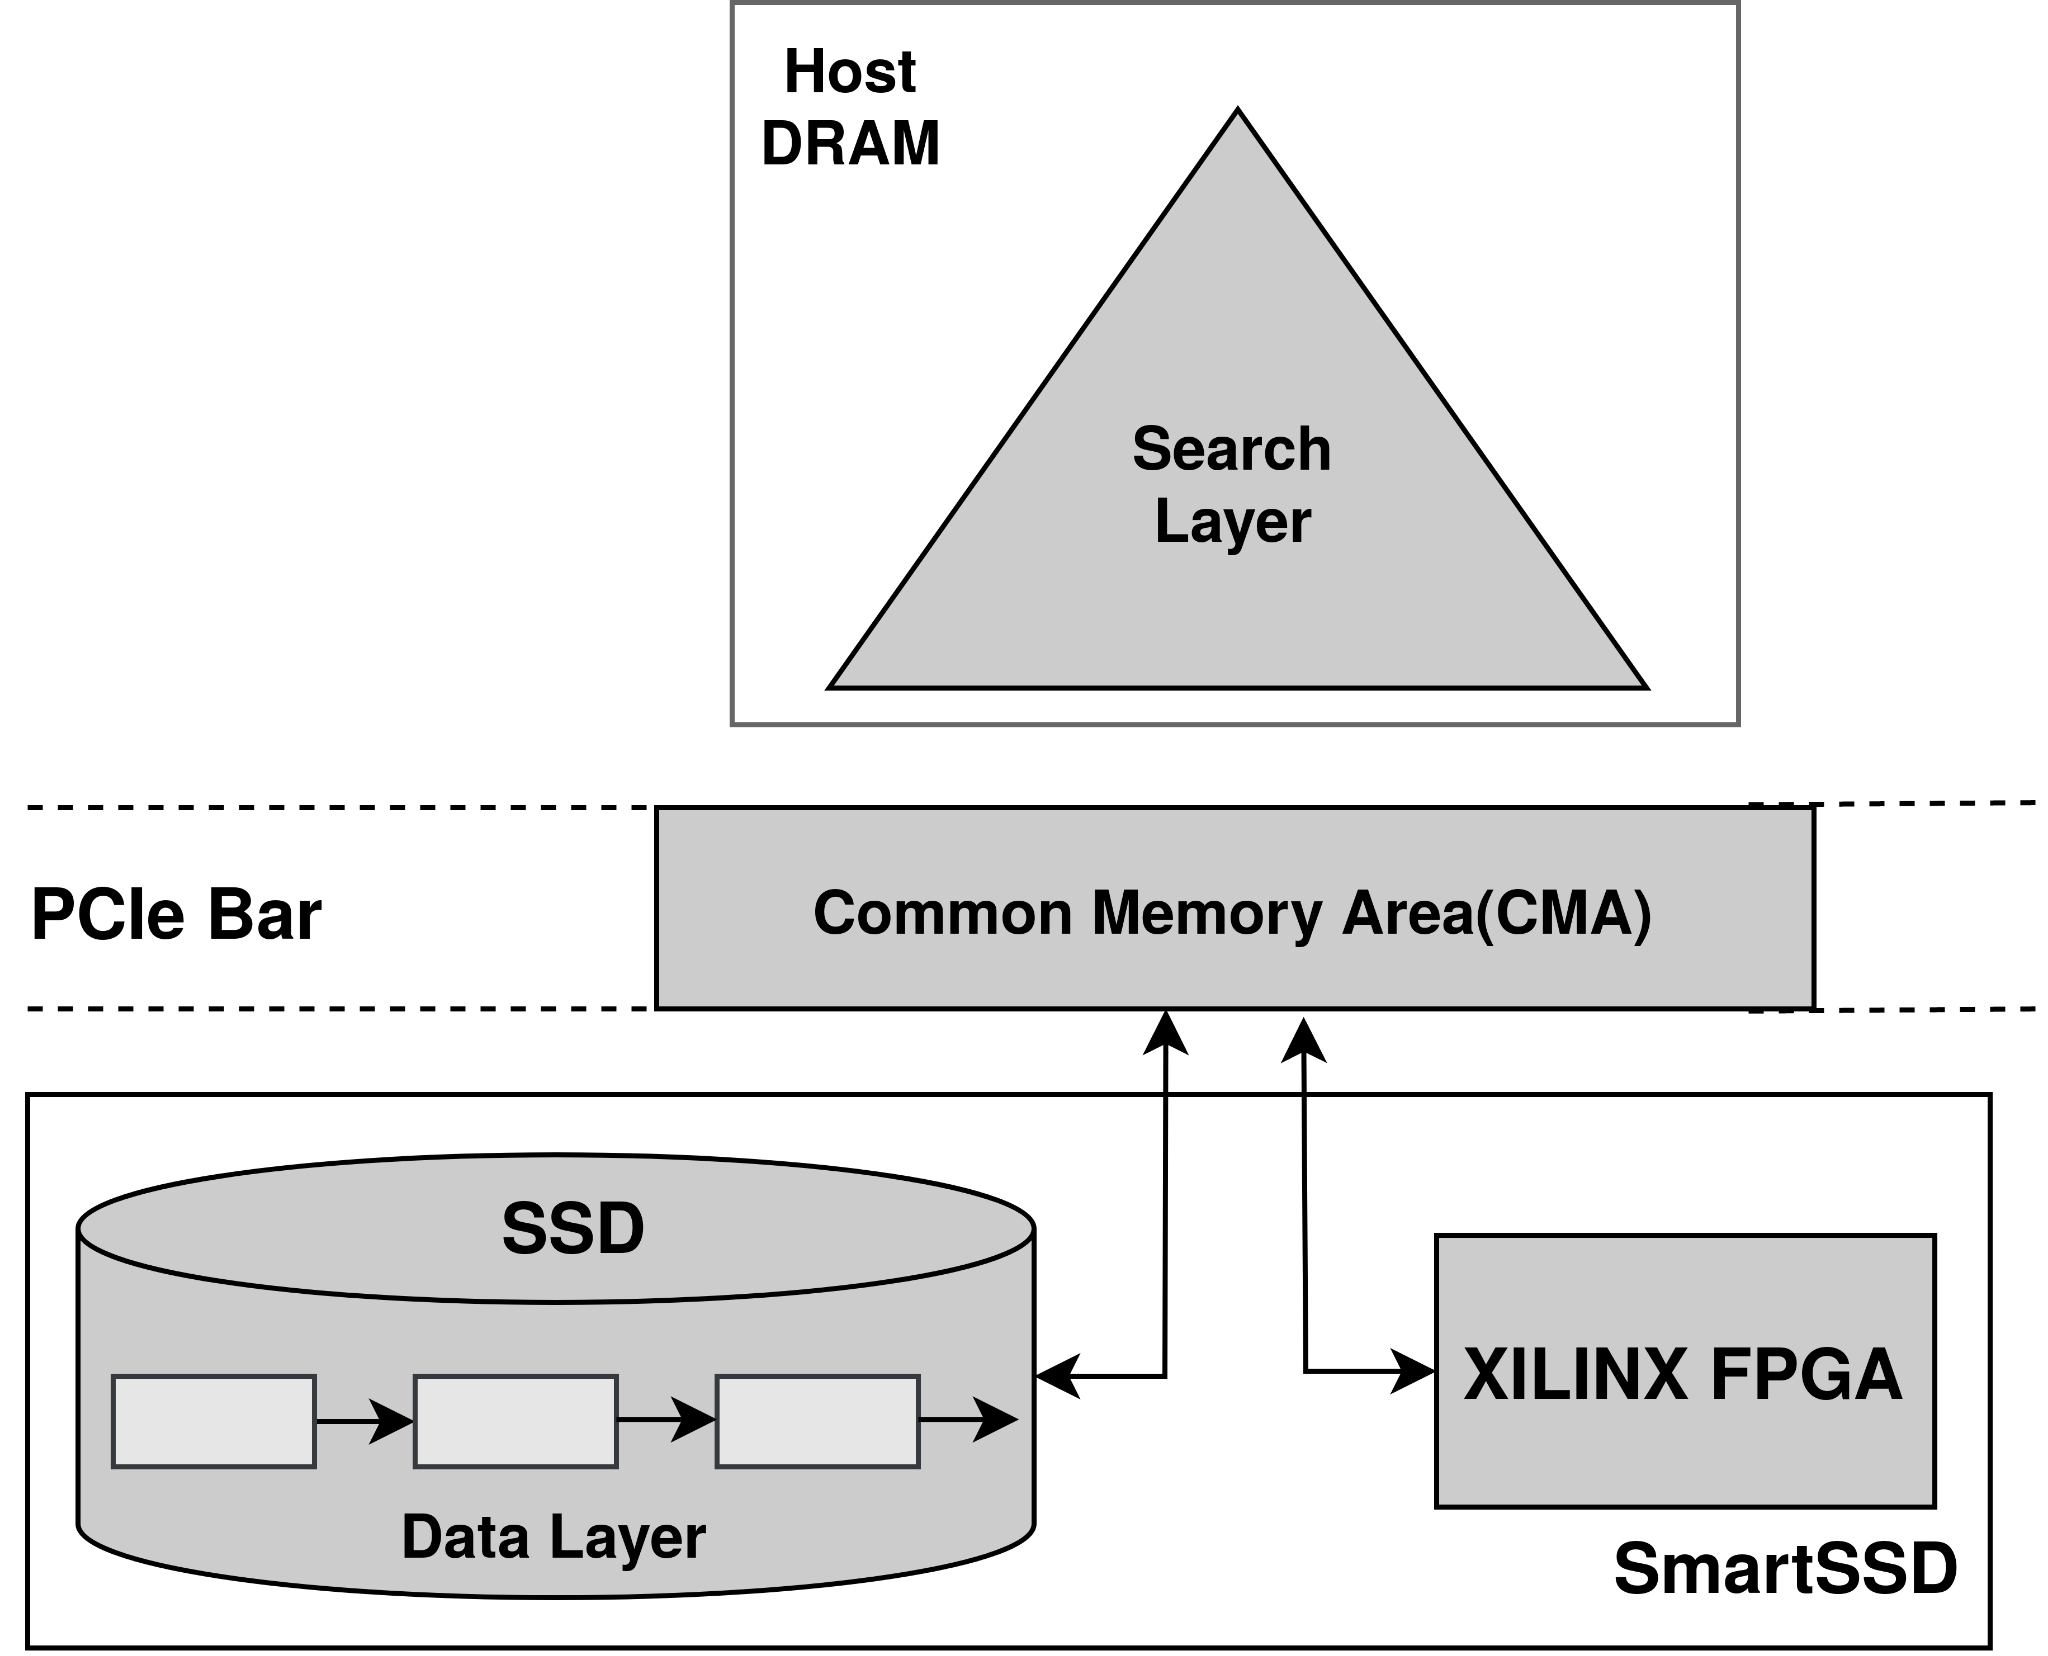 Host
DRAM
Search
Layer
PCIe Bar
Common Memory Area(CMA)
SSD
Data Layer
XILINX FPGA
SmartSSD